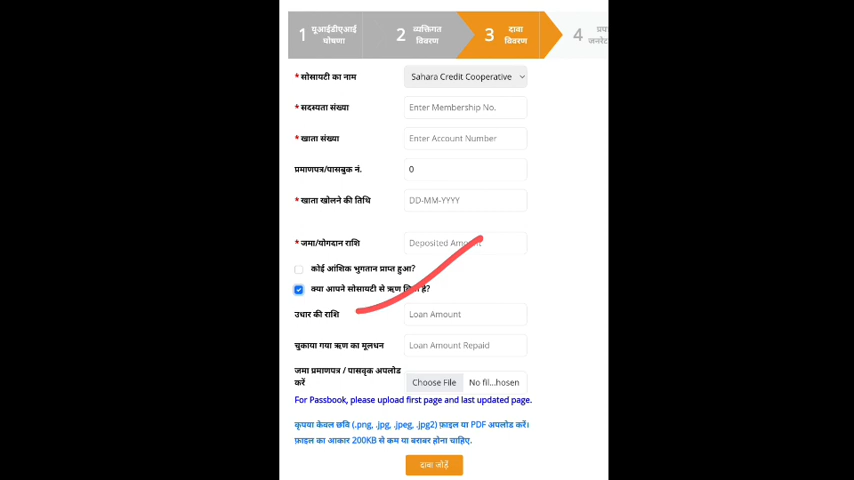 1 यूआईडीएआई घोषणा
2 व्यक्तिगत विवरण
3 दावा विवरण
4
* सोसायटी का नाम Sahara Credit Cooperative
* सदस्यता संख्या Enter Membership No.
* खाता संख्या Enter Account Number
प्रमाणपत्र/पासबुक नं. 0
* खाता खोलने की तिथि DD-MM-YYYY
* जमा/योगदान राशि Deposited Amount
कोई आंशिक भुगतान प्राप्त हुआ?
क्या आपने सोसायटी से ऋण लिया है?
उधार की राशि Loan Amount
चुकाया गया ऋण का मूलधन Loan Amount Repaid
जमा प्रमाणपत्र / पासवृक अपलोड
करें Choose File No fil...hosen
For Passbook, please upload first page and last updated page.
कृपया केवल छवि (.png, .jpg, .jpeg, .jpg2) फ़ाइल या PDF अपलोड करें।
फ़ाइल का आकार 200KB से कम या बराबर होना चाहिए.
दावा जोड़ें